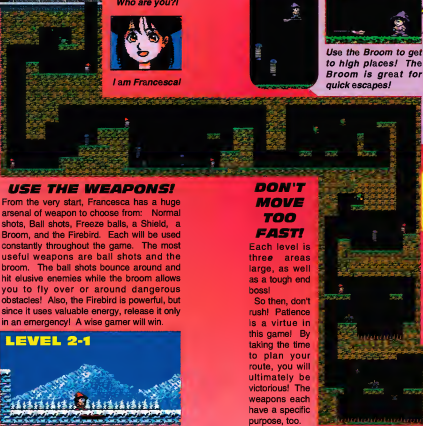 Who are you?!
I am Francesca!
Use the Broom to get
to high places! The
Broom is great for
quick escapes!
USE THE WEAPONS!
From the very start, Francesca has a huge
arsenal of weapon to choose from: Normal
shots, Ball shots, Freeze balls, a Shield, a
Broom, and the Firebird. Each will be used
constantly throughout the game. The most
useful weapons are ball shots and the
broom. The ball shots bounce around and
hit elusive enemies while the broom allows
you to fly over or around dangerous
obstacles! Also, the Firebird is powerful, but
since it uses valuable energy, release it only
in an emergency! A wise gamer will win.
LEVEL 2-1
DON'T
MOVE
TOO
FAST!
Each level is
three areas
large, as well
as a tough end
boss!
So then, don't
rush! Patience
is a virtue in
this game! By
taking the time
to plan your
route, you will
ultimately be
victorious! The
weapons each
have a specific
purpose, too.